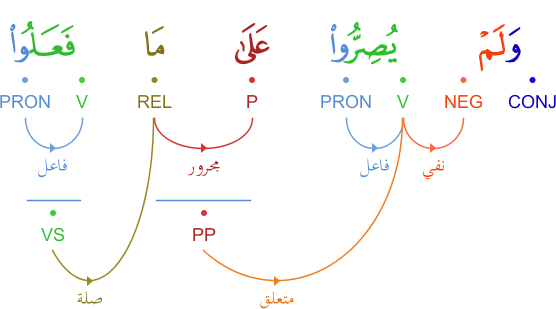 وَلَمْ يُصِرُّوا۟ عَلَىٰ مَا فَعَلُوا۟
CONJ NEG V PRON P REL V PRON
نفي فاعل مجرور فاعل
PP VS
متعلق صلة